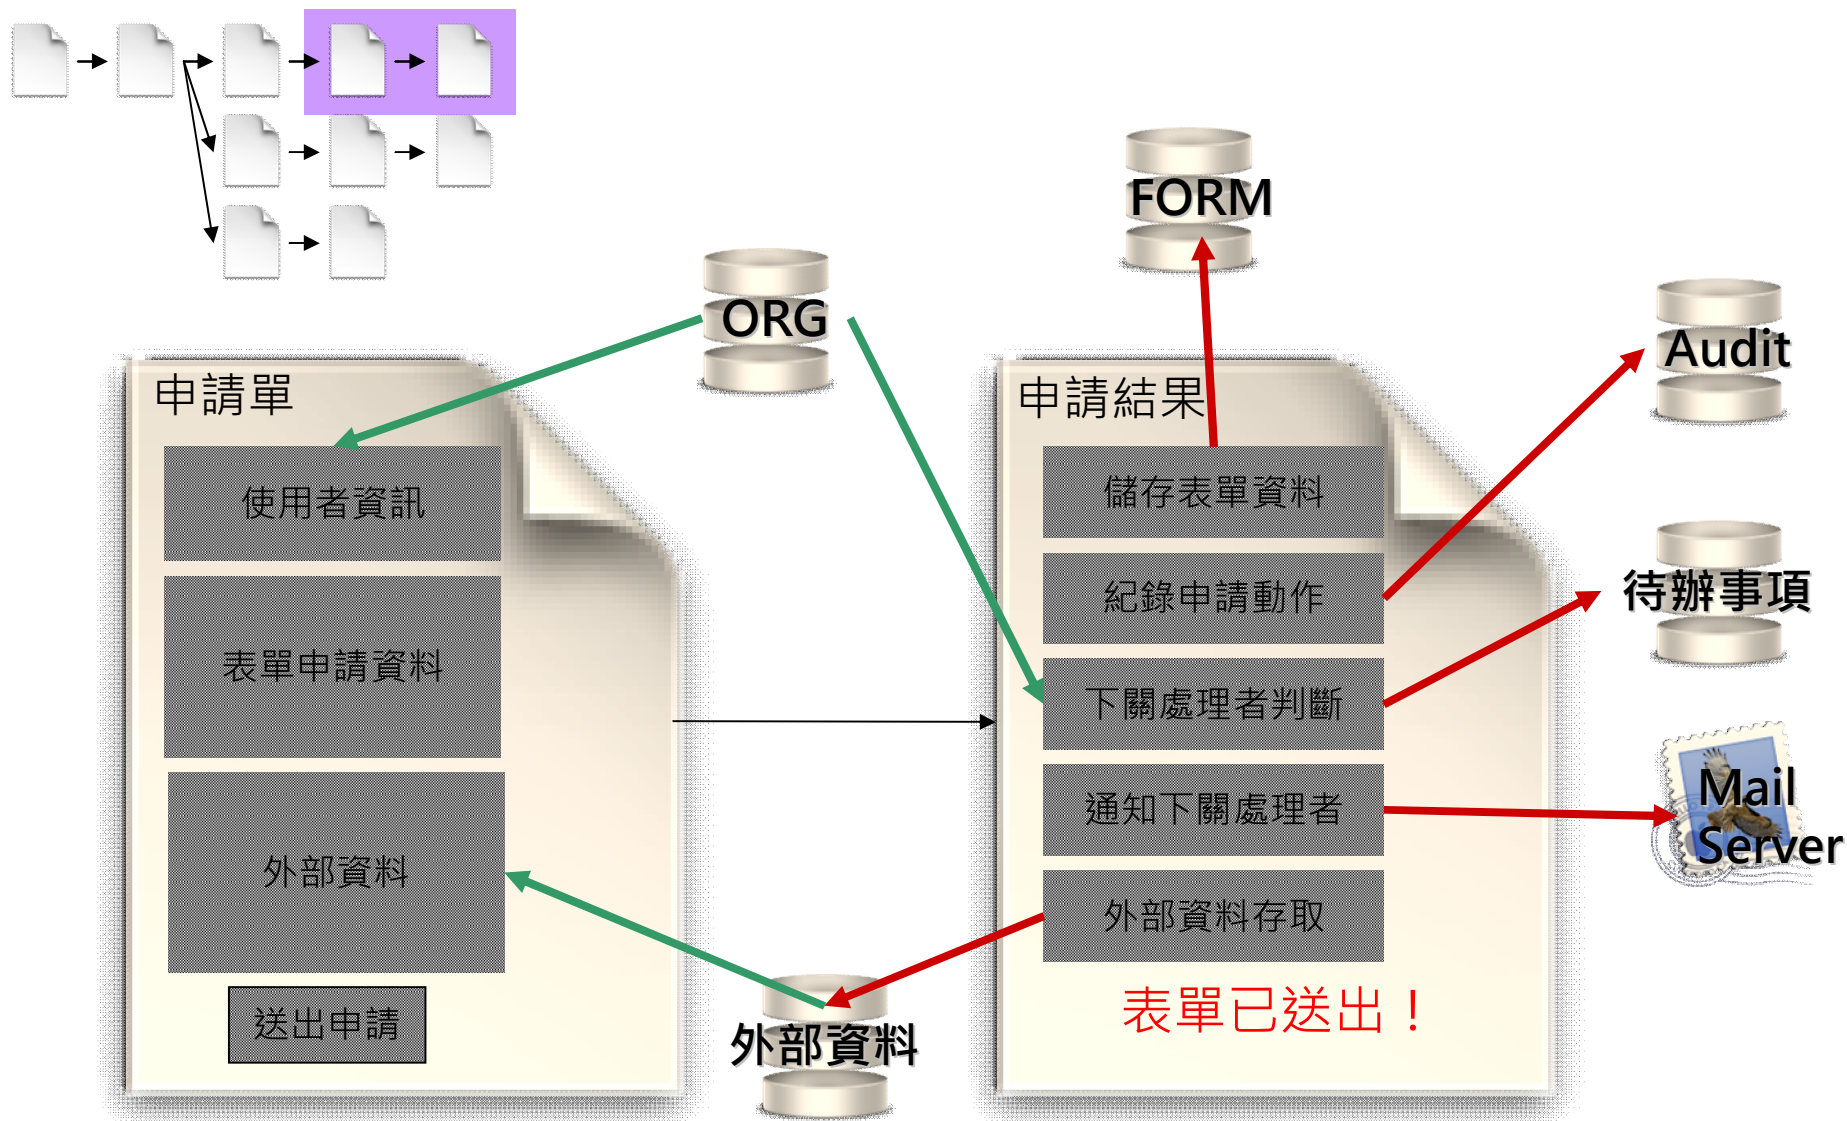 FORM
ORG
Audit
申請單
使用者資訊
表單申請資料
外部資料
送出申請
申請結果
儲存表單資料
紀錄申請動作
下關處理者判斷
通知下關處理者
外部資料存取
表單已送出！
待辦事項
Mail
Server
外部資料